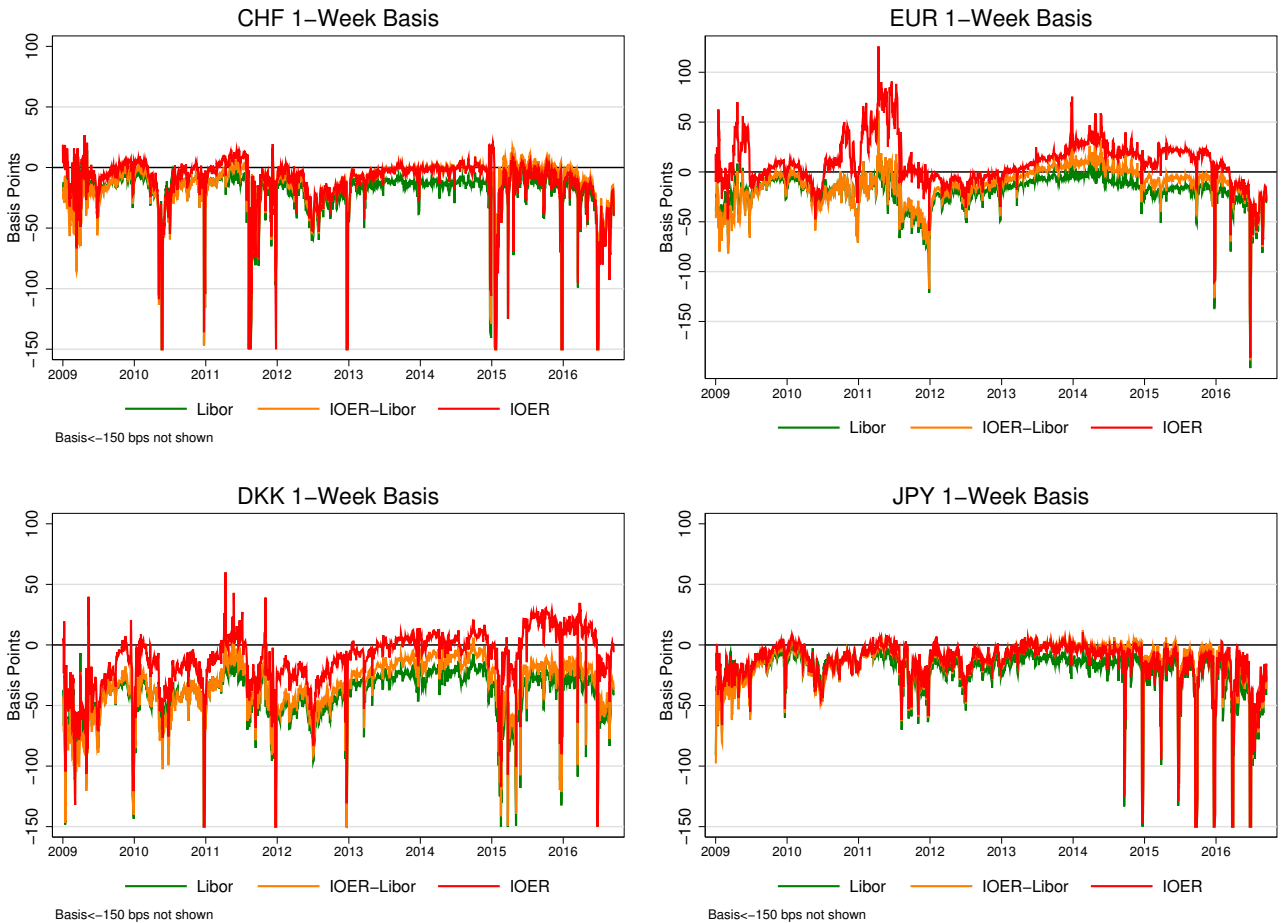 CHF 1−Week Basis
Basis Points
100
50
0
−50
−100
−150
2009 2010 2011 2012 2013 2014 2015 2016
Libor IOER−Libor IOER
Basis<−150 bps not shown
EUR 1−Week Basis
Basis Points
100
50
0
−50
−100
−150
2009 2010 2011 2012 2013 2014 2015 2016
Libor IOER−Libor IOER
DKK 1−Week Basis
Basis Points
100
50
0
−50
−100
−150
2009 2010 2011 2012 2013 2014 2015 2016
Libor IOER−Libor IOER
Basis<−150 bps not shown
JPY 1−Week Basis
Basis Points
100
50
0
−50
−100
−150
2009 2010 2011 2012 2013 2014 2015 2016
Libor IOER−Libor IOER
Basis<−150 bps not shown